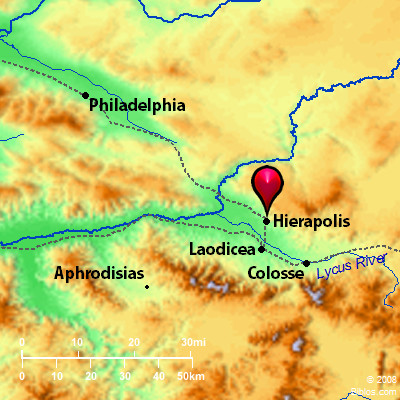 Philadelphia
Hierapolis
Laodicea
Colosse
Lycus River
Aphrodisias
0 10 20 30mi
0 10 20 30 40 50km
© 2008
Biblos.com